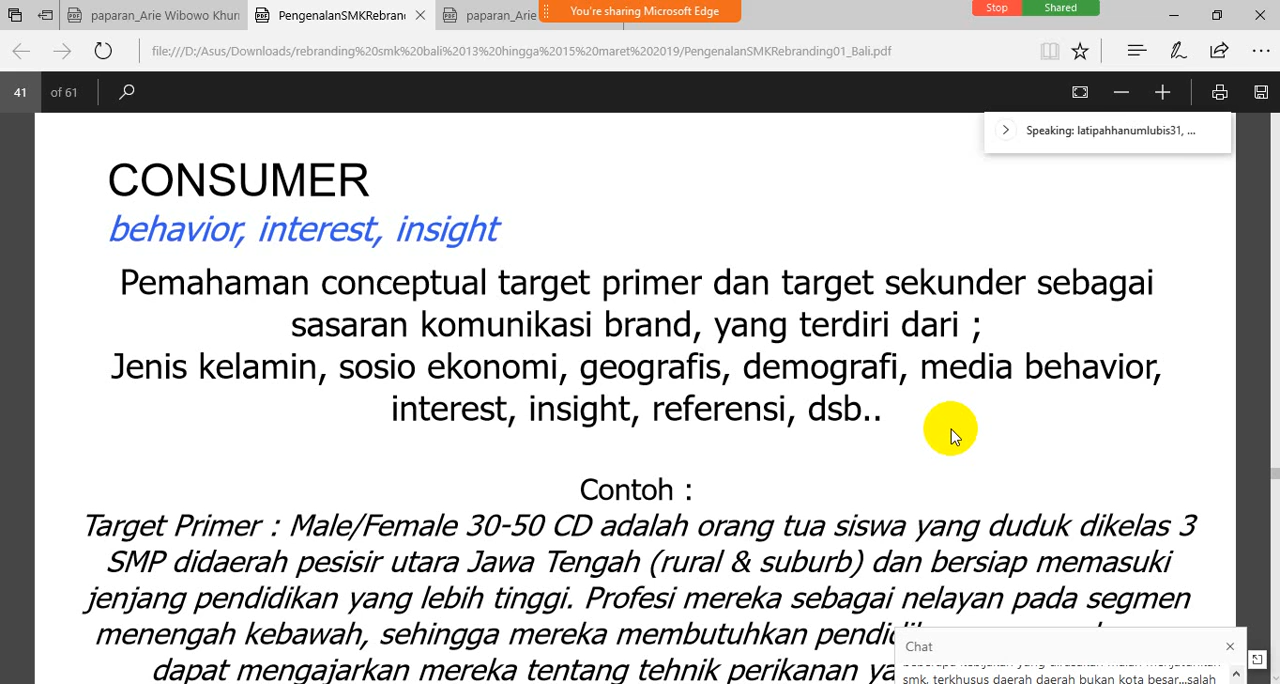 paparan_Arie Wibowo Khuri
PengenalanSMKRebran
paparan_Arie
You're sharing Microsoft Edge
Stop
Shared
file:///D:/Asus/Downloads/rebranding%20smk%20bali%2013%20hingga%2015%20maret%202019/PengenalanSMKRebranding01_Bali.pdf
41 of 61
Speaking: latipahhanumlubis31, ...
CONSUMER
behavior, interest, insight
Pemahaman conceptual target primer dan target sekunder sebagai
sasaran komunikasi brand, yang terdiri dari ;
Jenis kelamin, sosio ekonomi, geografis, demografi, media behavior,
interest, insight, referensi, dsb..
Contoh :
Target Primer : Male/Female 30-50 CD adalah orang tua siswa yang duduk dikelas 3
SMP didaerah pesisir utara Jawa Tengah (rural & suburb) dan bersiap memasuki
jenjang pendidikan yang lebih tinggi. Profesi mereka sebagai nelayan pada segmen
menengah kebawah, sehingga mereka membutuhkan
dapat mengajarkan mereka tentang tehnik perikanan
Chat
smk, terkhusus daerah daerah bukan kota besar...salah